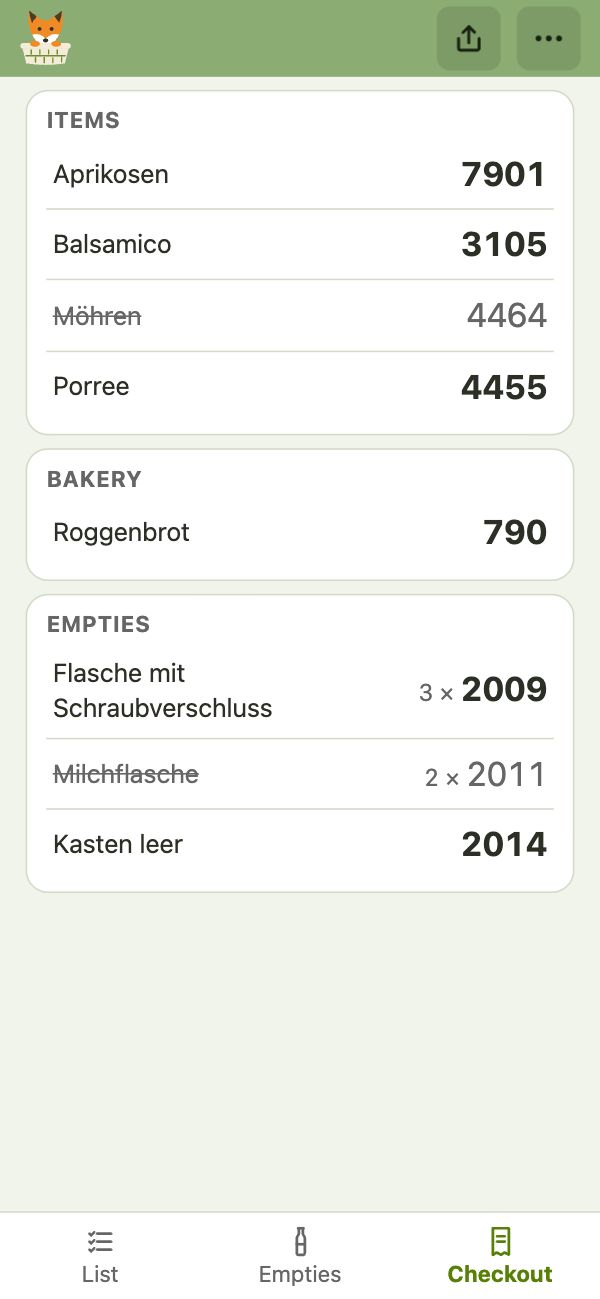 ITEMS
Aprikosen 7901
Balsamico 3105
Möhren 4464
Porree 4455
BAKERY
Roggenbrot 790
EMPTIES
Flasche mit
Schraubverschluss 3 × 2009
Milchflasche 2 × 2011
Kasten leer 2014
List Empties Checkout